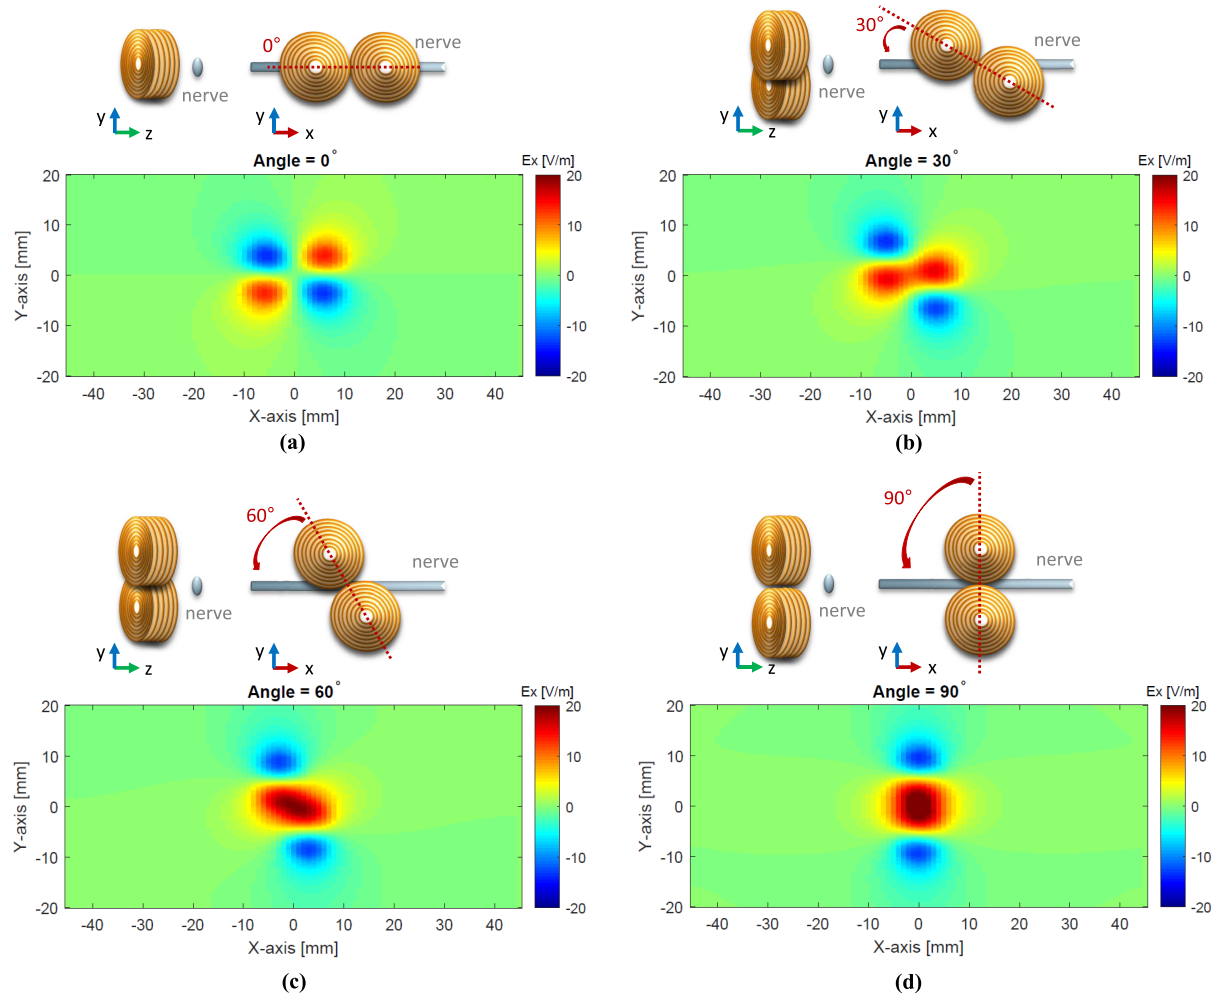 0° nerve
nerve
y z y x
Angle = 0° Ex [V/m]
20 20
10 10
0 0
-10 -10
-20 -20
Y-axis [mm]
-40 -30 -20 -10 0 10 20 30 40
X-axis [mm]
(a)
30° nerve
nerve
y z y x
Angle = 30° Ex [V/m]
20 20
10 10
0 0
-10 -10
-20 -20
Y-axis [mm]
-40 -30 -20 -10 0 10 20 30 40
X-axis [mm]
(b)
60° nerve
nerve
y z y x
Angle = 60° Ex [V/m]
20 20
10 10
0 0
-10 -10
-20 -20
Y-axis [mm]
-40 -30 -20 -10 0 10 20 30 40
X-axis [mm]
(c)
90° nerve
nerve
y z y x
Angle = 90° Ex [V/m]
20 20
10 10
0 0
-10 -10
-20 -20
Y-axis [mm]
-40 -30 -20 -10 0 10 20 30 40
X-axis [mm]
(d)